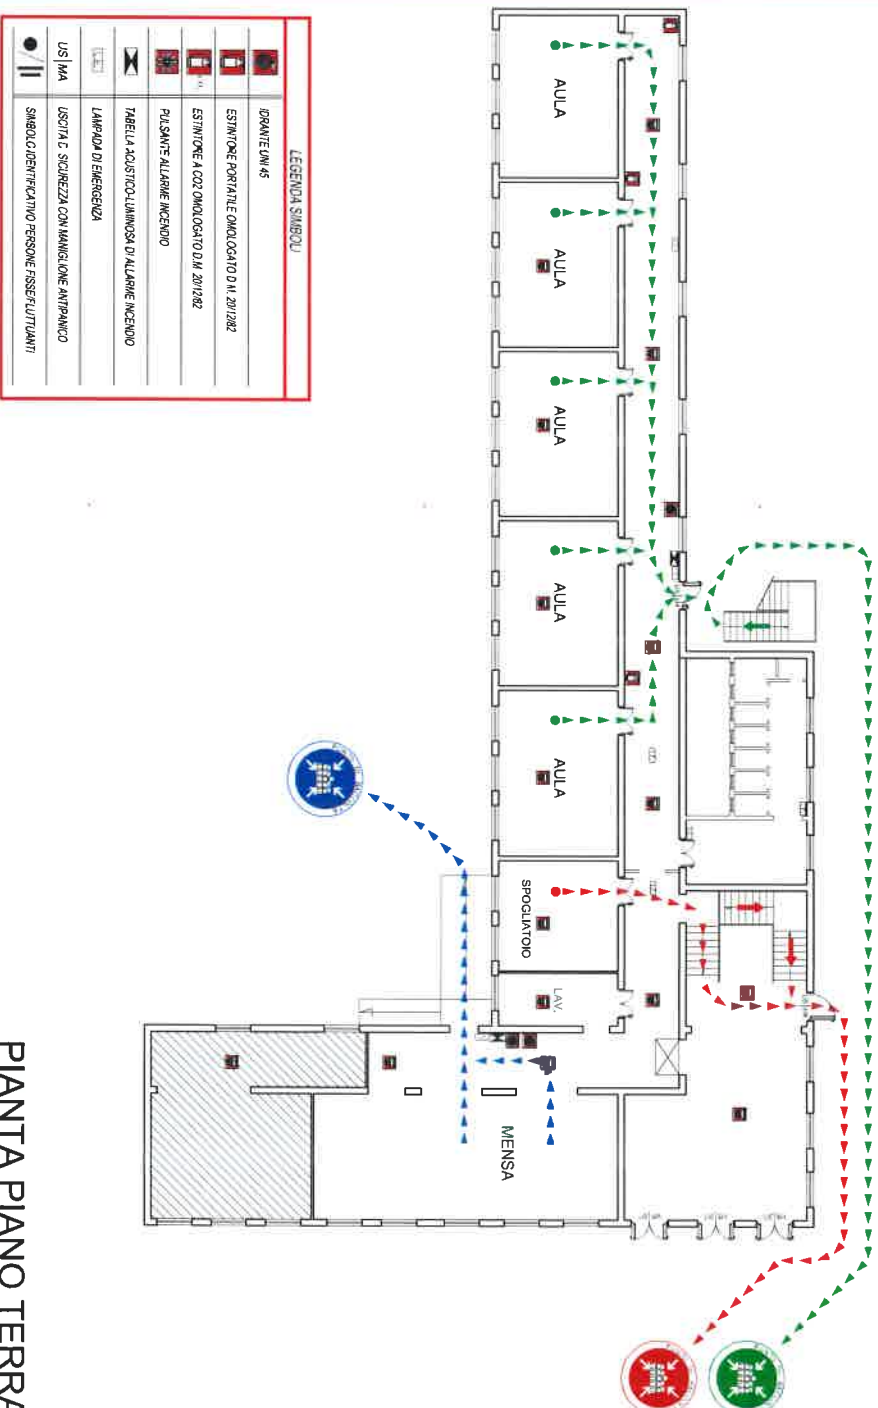 LEGENDA SIMBOLI
IDRANTE UNI 45
ESTINTORE PORTATILE OMOLOGATO D.M. 20/12/82
ESTINTORE A CO2 OMOLOGATO D.M. 20/12/82
PULSANTE ALLARME INCENDIO
TABELLA ACUSTICO-LUMINOSA DI ALLARME INCENDIO
L.E.
LAMPADA DI EMERGENZA
US|MA
USCITA DI SICUREZZA CON MANIGLIONE ANTIPANICO
SIMBOLO IDENTIFICATIVO PERSONE FISSE/FLUTTUANTI
AULA
AULA
AULA
AULA
AULA
SPOGLIATOIO
LAV.
MENSA
PIANTA PIANO TERRA